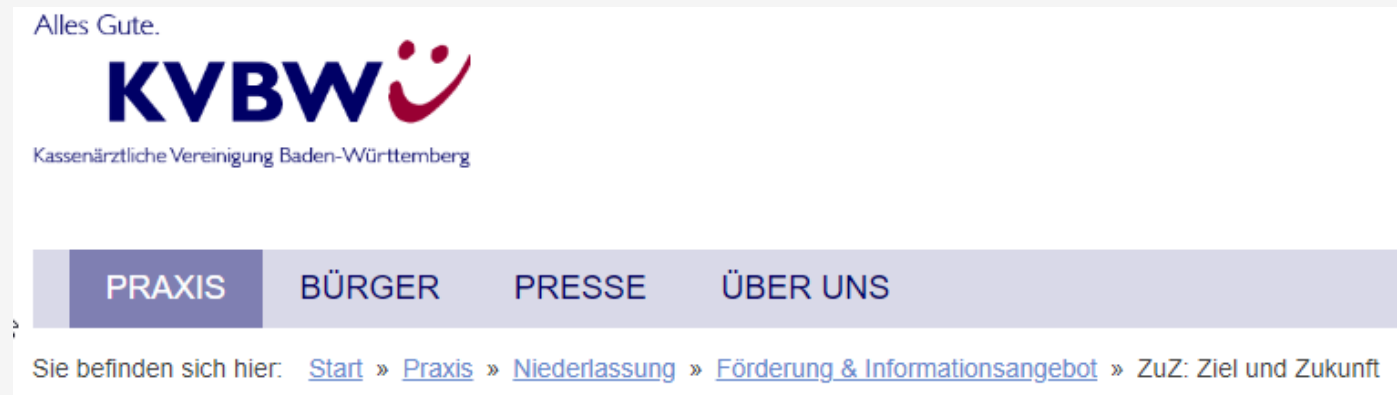 Alles Gute.
KVBW
Kassenärztliche Vereinigung Baden-Württemberg
PRAXIS BÜRGER PRESSE ÜBER UNS
Sie befinden sich hier: Start » Praxis » Niederlassung » Förderung & Informationsangebot » ZuZ: Ziel und Zukunft